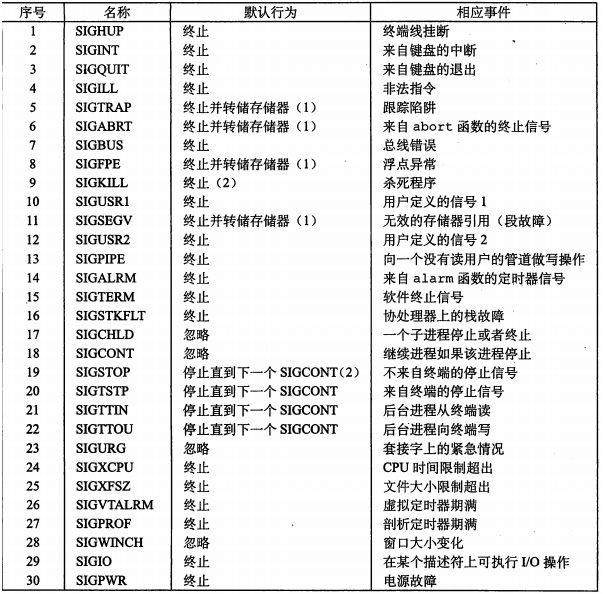 序号 名称 默认行为 相应事件
1 SIGHUP 终止 终端线挂断
2 SIGINT 终止 来自键盘的中断
3 SIGQUIT 终止 来自键盘的退出
4 SIGILL 终止 非法指令
5 SIGTRAP 终止并转储存储器（1） 跟踪陷阱
6 SIGABRT 终止并转储存储器（1） 来自 abort 函数的终止信号
7 SIGBUS 终止 总线错误
8 SIGFPE 终止并转储存储器（1） 浮点异常
9 SIGKILL 终止（2） 杀死程序
10 SIGUSR1 终止 用户定义的信号 1
11 SIGSEGV 终止并转储存储器（1） 无效的存储器引用（段故障）
12 SIGUSR2 终止 用户定义的信号 2
13 SIGPIPE 终止 向一个没有读用户的管道做写操作
14 SIGALRM 终止 来自 alarm 函数的定时器信号
15 SIGTERM 终止 软件终止信号
16 SIGSTKFLT 终止 协处理器上的栈故障
17 SIGCHLD 忽略 一个子进程停止或者终止
18 SIGCONT 忽略 继续进程如果该进程停止
19 SIGSTOP 停止直到下一个 SIGCONT(2) 不来自终端的停止信号
20 SIGTSTP 停止直到下一个 SIGCONT 来自终端的停止信号
21 SIGTTIN 停止直到下一个 SIGCONT 后台进程从终端读
22 SIGTTOU 停止直到下一个 SIGCONT 后台进程向终端写
23 SIGURG 忽略 套接字上的紧急情况
24 SIGXCPU 终止 CPU 时间限制超出
25 SIGXFSZ 终止 文件大小限制超出
26 SIGVTALRM 终止 虚拟定时器期满
27 SIGPROF 终止 剖析定时器期满
28 SIGWINCH 忽略 窗口大小变化
29 SIGIO 终止 在某个描述符上可执行 I/O 操作
30 SIGPWR 终止 电源故障